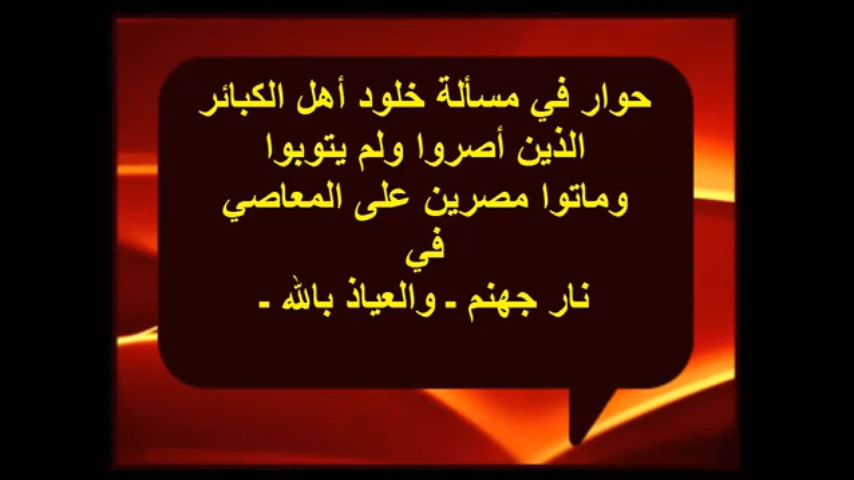 حوار في مسألة خلود أهل الكبائر
الذين أصروا ولم يتوبوا
وماتوا مصرين على المعاصي
في
نار جهنم - والعياذ بالله -